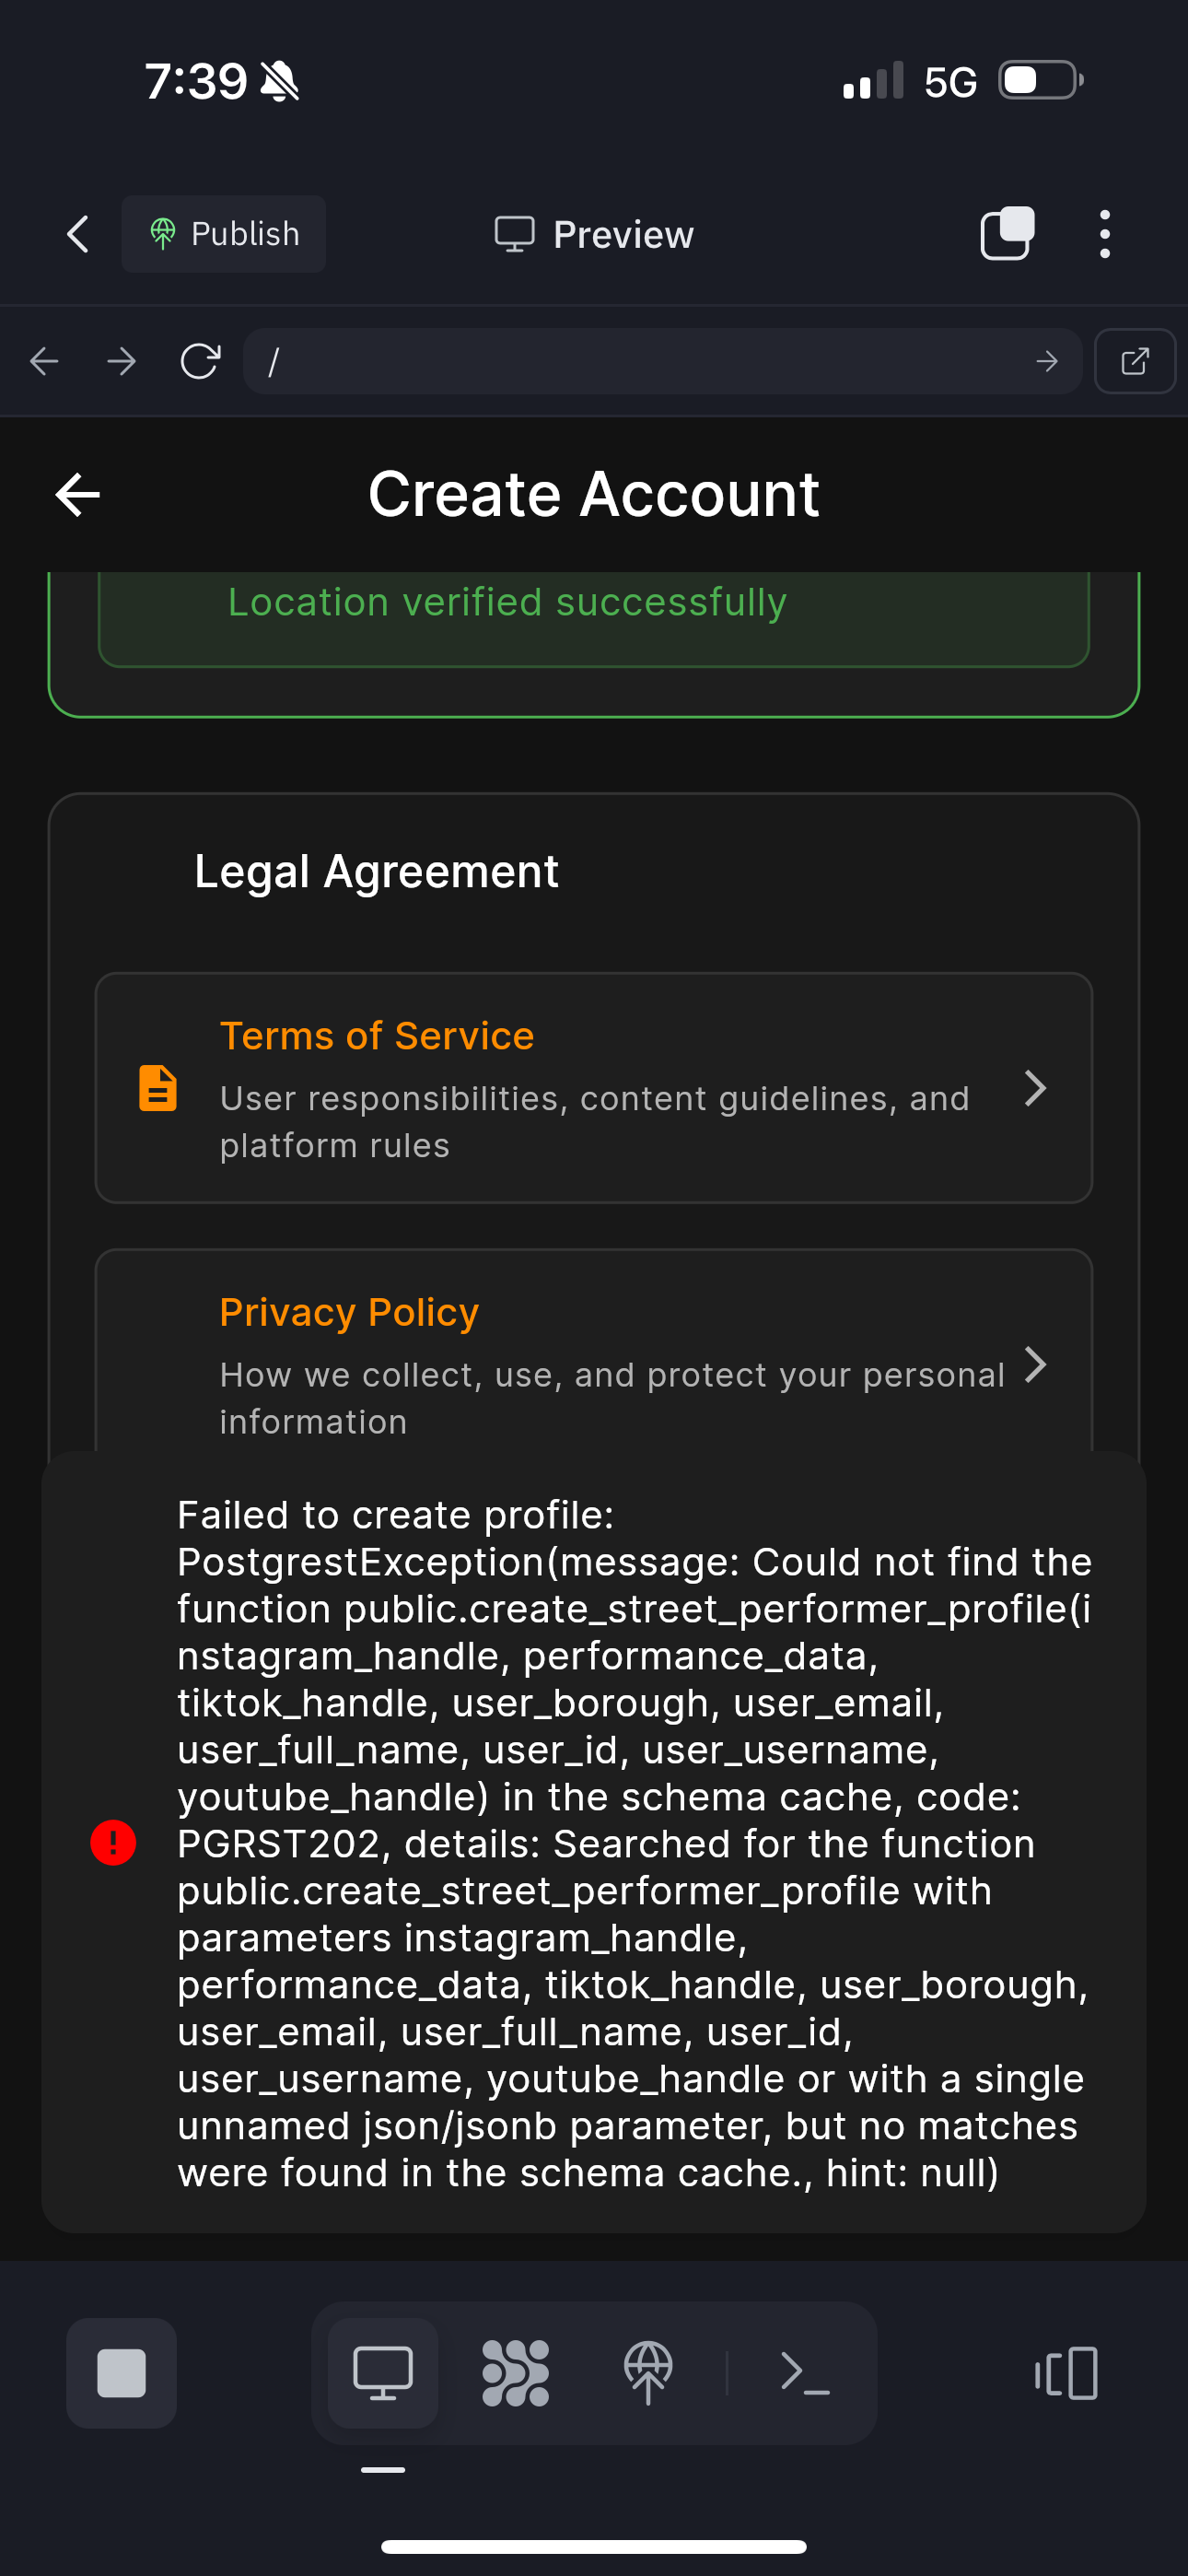 7:39
5G
Publish
Preview
/
Create Account
Location verified successfully
Legal Agreement
Terms of Service
User responsibilities, content guidelines, and
platform rules
Privacy Policy
How we collect, use, and protect your personal
information
Failed to create profile:
PostgrestException(message: Could not find the
function public.create_street_performer_profile(i
nstagram_handle, performance_data,
tiktok_handle, user_borough, user_email,
user_full_name, user_id, user_username,
youtube_handle) in the schema cache, code:
PGRST202, details: Searched for the function
public.create_street_performer_profile with
parameters instagram_handle,
performance_data, tiktok_handle, user_borough,
user_email, user_full_name, user_id,
user_username, youtube_handle or with a single
unnamed json/jsonb parameter, but no matches
were found in the schema cache., hint: null)